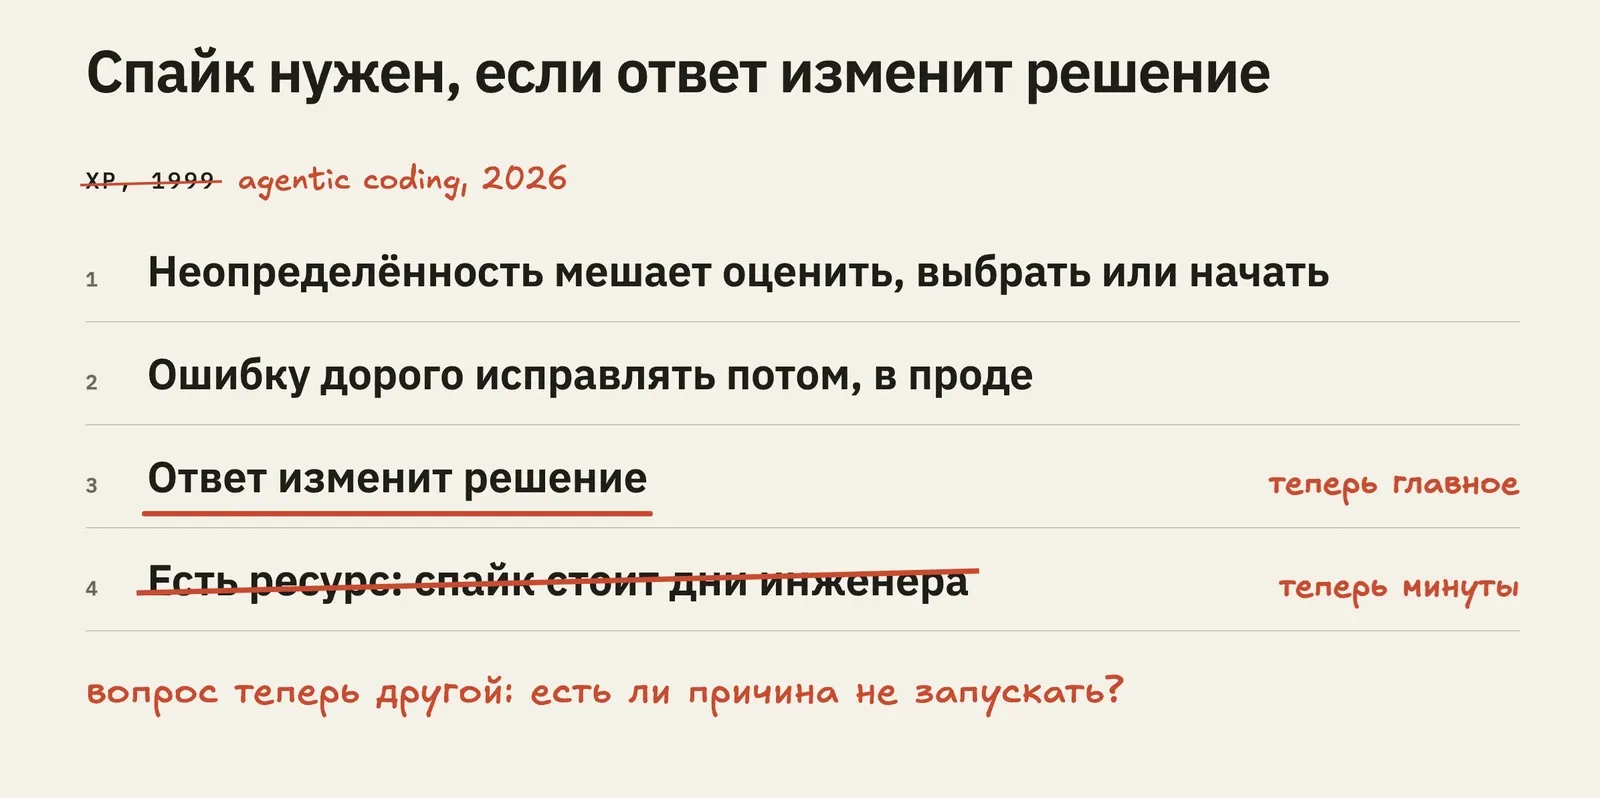 Спайк нужен, если ответ изменит решение
XP, 1999 agentic coding, 2026
1 Неопределённость мешает оценить, выбрать или начать
2 Ошибку дорого исправлять потом, в проде
3 Ответ изменит решение теперь главное
4 Есть ресурс: спайк стоит дни инженера теперь минуты
вопрос теперь другой: есть ли причина не запускать?